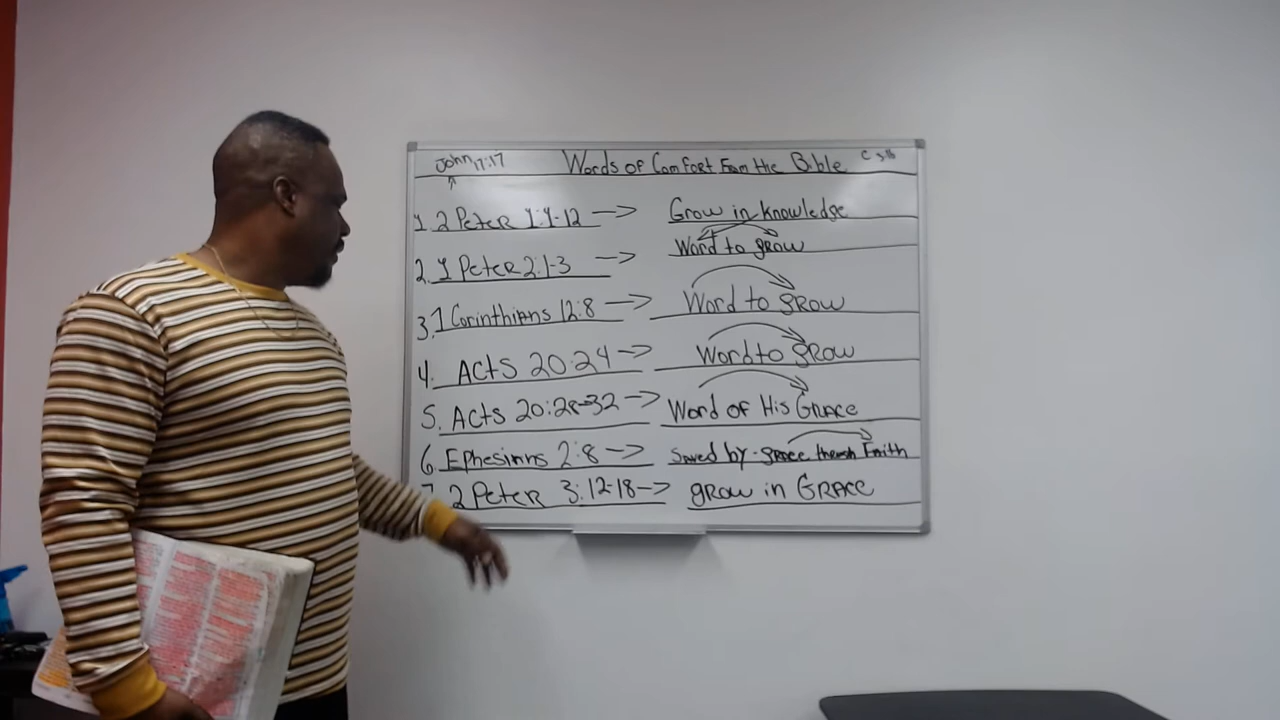 John 17:17 Words of Comfort From the Bible
1. 2 Peter 1:1-12 → Grow in knowledge
Word to grow
2. 1 Peter 2:1-3 →
3. 1 Corinthians 12:8 → Word to grow
4. Acts 20:24 → Word to grow
5. Acts 20:28-32 → Word of His Grace
6. Ephesians 2:8 → Saved by grace through Faith
7. 2 Peter 3:12-18 → grow in Grace